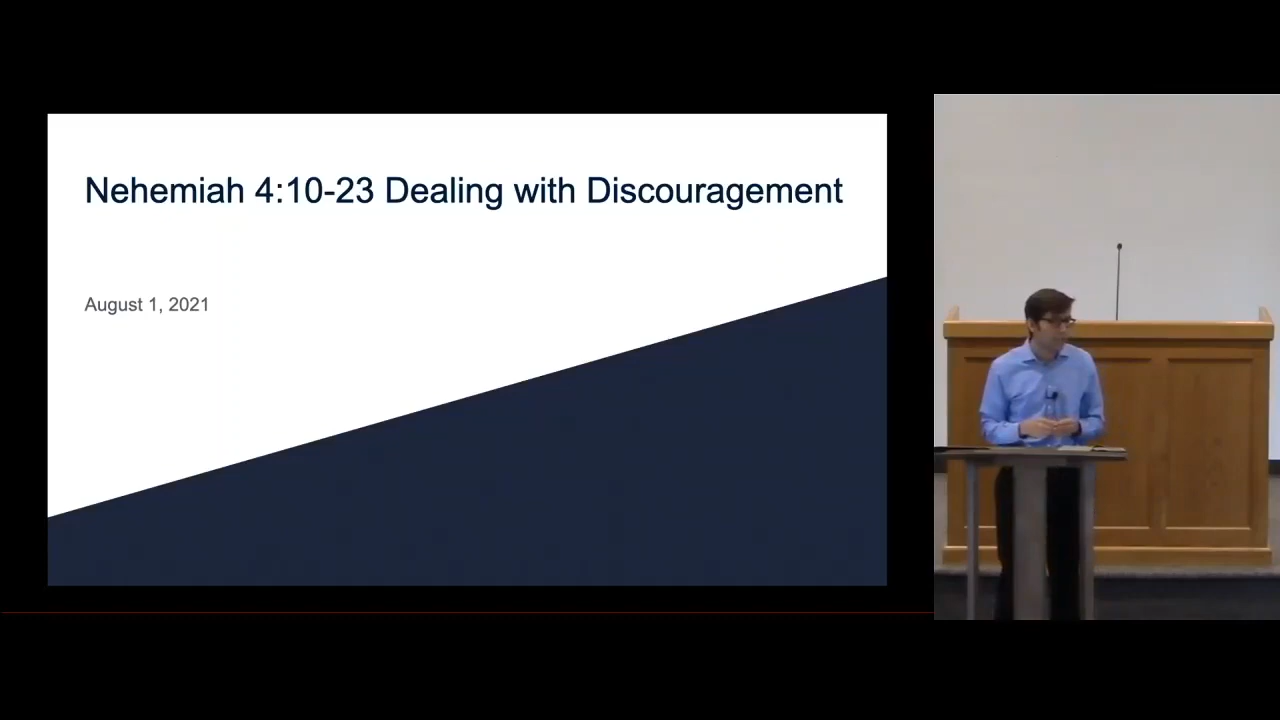 Nehemiah 4:10-23 Dealing with Discouragement
August 1, 2021